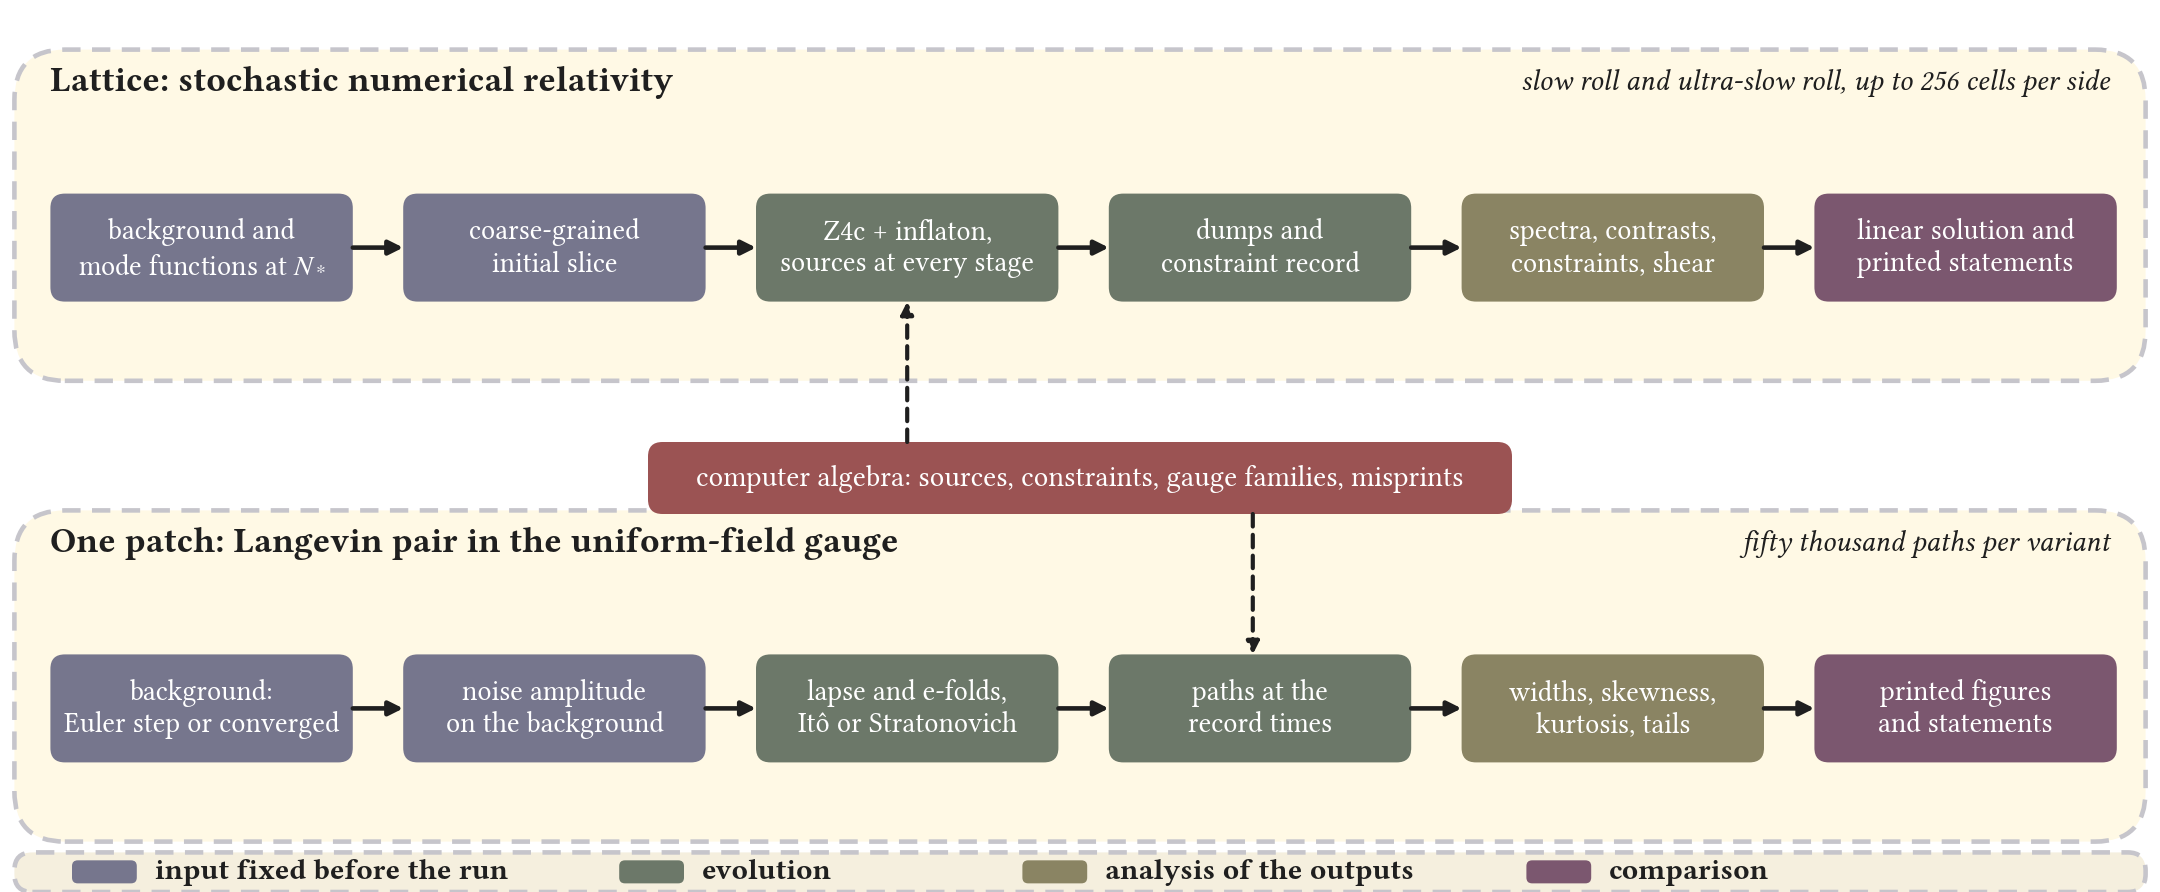 Lattice: stochastic numerical relativity
slow roll and ultra-slow roll, up to 256 cells per side
background and
mode functions at N*
coarse-grained
initial slice
Z4c + inflaton,
sources at every stage
dumps and
constraint record
spectra, contrasts,
constraints, shear
linear solution and
printed statements
computer algebra: sources, constraints, gauge families, misprints
One patch: Langevin pair in the uniform-field gauge
fifty thousand paths per variant
background:
Euler step or converged
noise amplitude
on the background
lapse and e-folds,
Itô or Stratonovich
paths at the
record times
widths, skewness,
kurtosis, tails
printed figures
and statements
input fixed before the run
evolution
analysis of the outputs
comparison